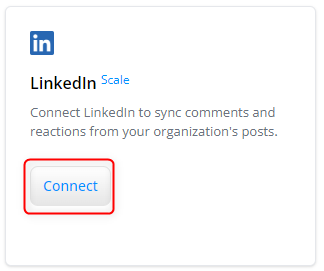 in
LinkedIn Scale
Connect LinkedIn to sync comments and
reactions from your organization's posts.
Connect